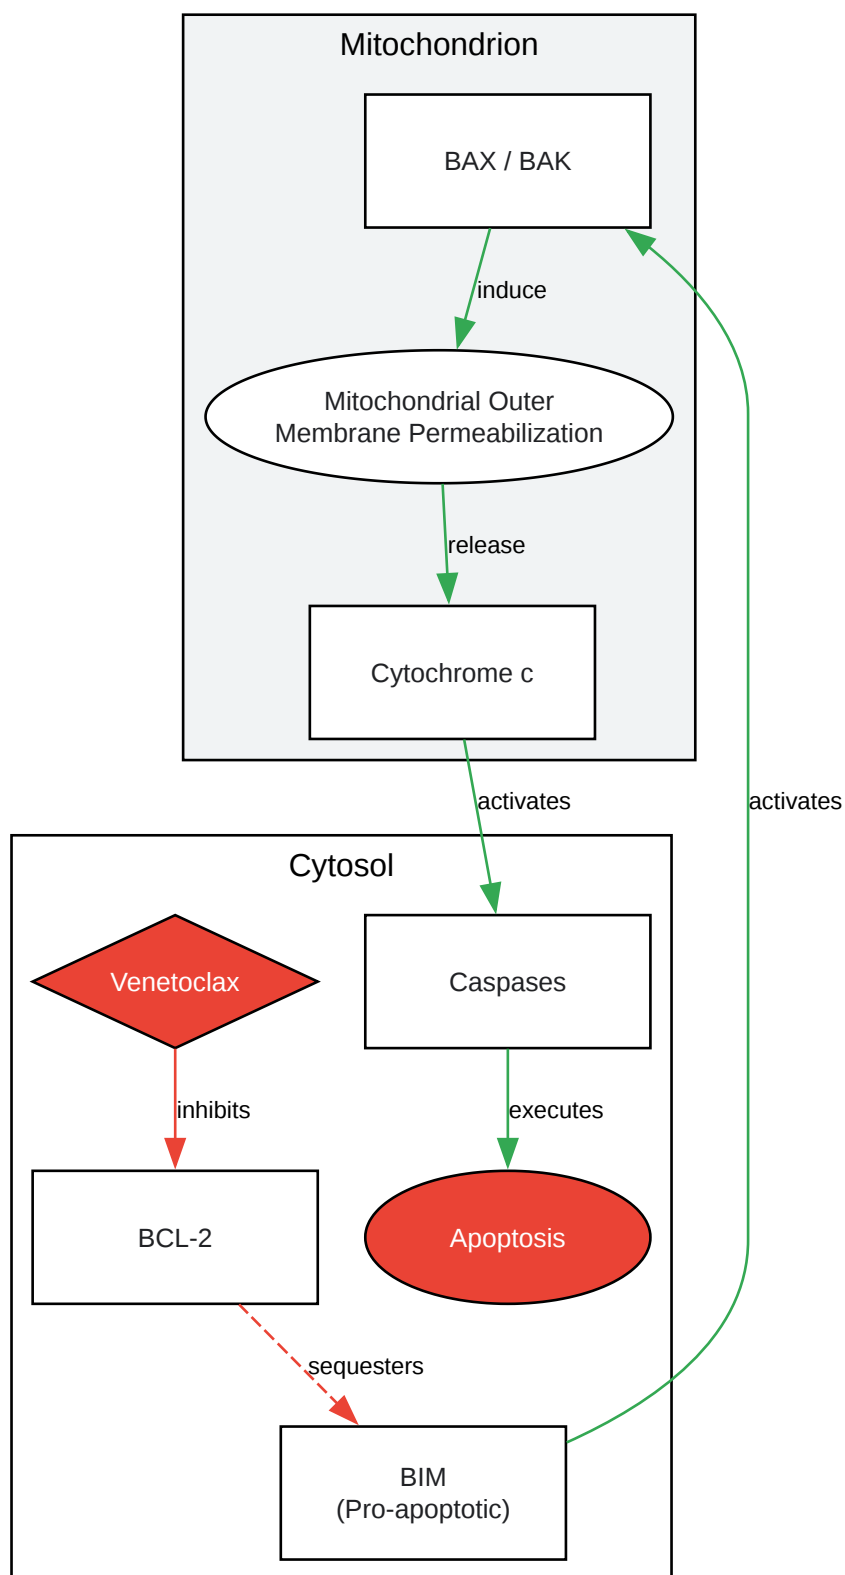 Mitochondrion
BAX / BAK
induce
Mitochondrial Outer
Membrane Permeabilization
release
Cytochrome c
activates
activates
Cytosol
Venetoclax
Caspases
inhibits
executes
BCL-2
Apoptosis
sequesters
BIM
(Pro-apoptotic)